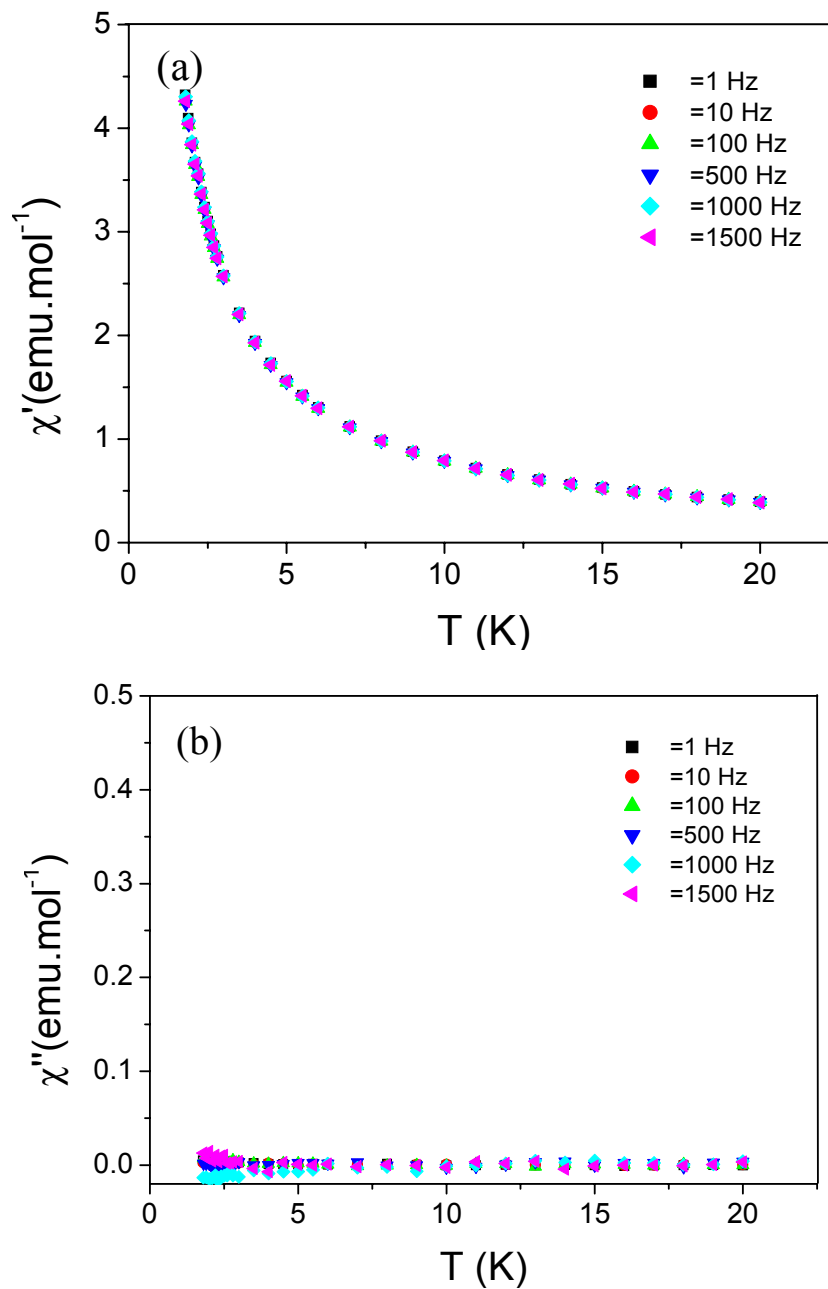 (a)
=1 Hz
=10 Hz
=100 Hz
=500 Hz
=1000 Hz
=1500 Hz
5
4
3
2
1
0
χ'(emu.mol⁻¹)
0 5 10 15 20
T (K)
(b)
=1 Hz
=10 Hz
=100 Hz
=500 Hz
=1000 Hz
=1500 Hz
0.5
0.4
0.3
0.2
0.1
0.0
χ"(emu.mol⁻¹)
0 5 10 15 20
T (K)